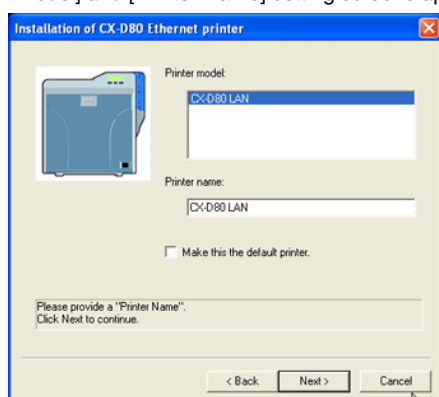 Installation of CX-D80 Ethernet printer
Printer model:
CX-D80 LAN
Printer name:
CX-D80 LAN
Make this the default printer.
Please provide a "Printer Name".
Click Next to continue.
< Back
Next >
Cancel